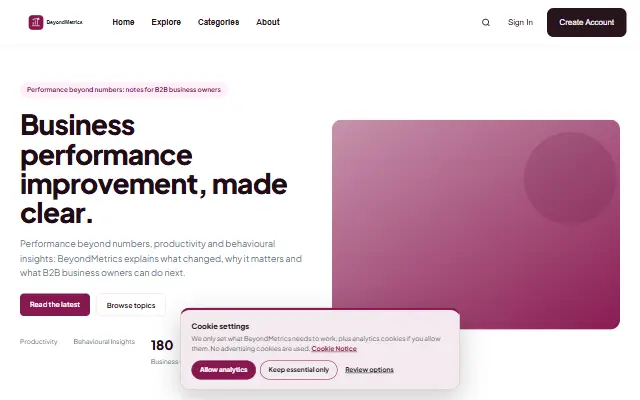 BeyondMetrics
Home
Explore
Categories
About
Sign In
Create Account
Performance beyond numbers: notes for B2B business owners
Business
performance
improvement, made
clear.
Performance beyond numbers, productivity and behavioural
insights: BeyondMetrics explains what changed, why it matters and
what B2B business owners can do next.
Read the latest
Browse topics
Productivity
Behavioural Insights
180
Business
Cookie settings
We only set what BeyondMetrics needs to work, plus analytics cookies if you allow
them. No advertising cookies are used. Cookie Notice
Allow analytics
Keep essential only
Review options